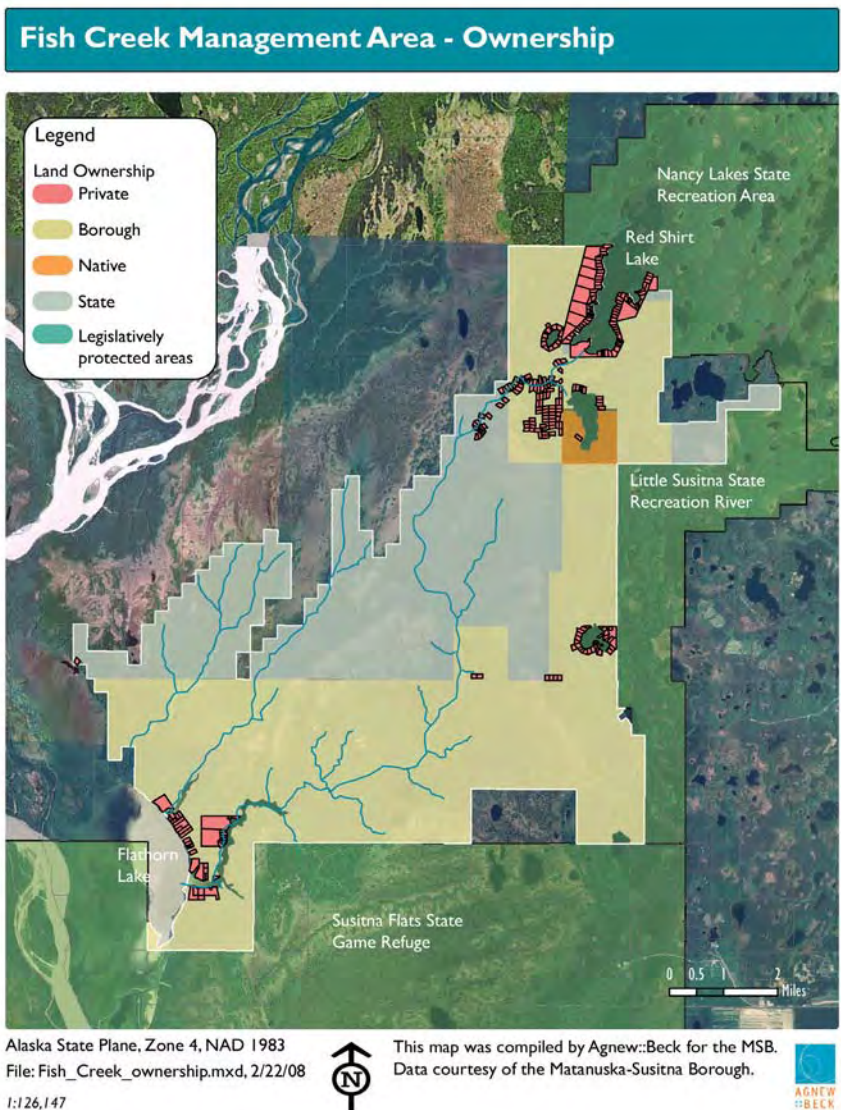 Fish Creek Management Area - Ownership
Legend
Land Ownership
Private
Borough
Native
State
Legislatively
protected areas
Nancy Lakes State
Recreation Area
Red Shirt
Lake
Little Susitna State
Recreation River
Flathorn
Lake
Susitna Flats State
Game Refuge
0 0.5 1 2
Miles
Alaska State Plane, Zone 4, NAD 1983
File: Fish_Creek_ownership.mxd, 2/22/08
1:126,147
N
This map was compiled by Agnew::Beck for the MSB.
Data courtesy of the Matanuska-Susitna Borough.
AGNEW
::BECK